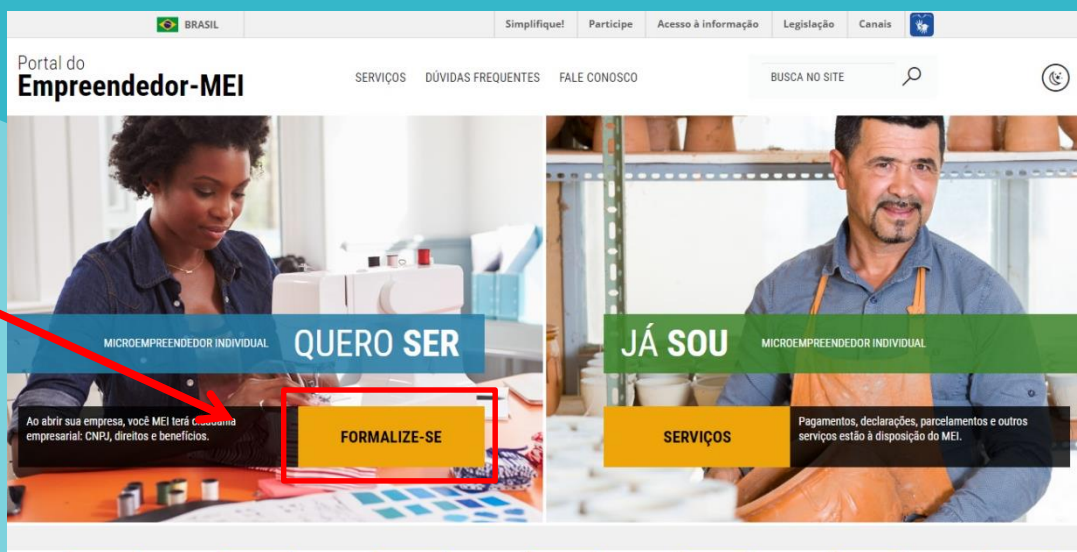 BRASIL
Simplifique! Participe Acesso à informação Legislação Canais
Portal do
Empreendedor-MEI
SERVIÇOS DÚVIDAS FREQUENTES FALE CONOSCO
BUSCA NO SITE
MICROEMPREENDEDOR INDIVIDUAL QUERO SER
Ao abrir sua empresa, você MEI terá cidadania
empresarial: CNPJ, direitos e benefícios.
FORMALIZE-SE
JÁ SOU MICROEMPREENDEDOR INDIVIDUAL
SERVIÇOS
Pagamentos, declarações, parcelamentos e outros
serviços estão à disposição do MEI.